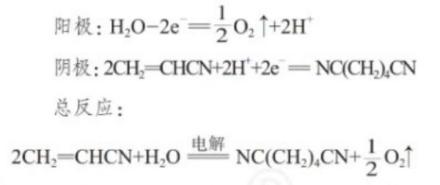 阳极：H₂O−2e⁻═½O₂↑+2H⁺
阴极：2CH₂═CHCN+2H⁺+2e⁻═NC(CH₂)₄CN
总反应：
2CH₂═CHCN+H₂O 电解═ NC(CH₂)₄CN+½O₂↑